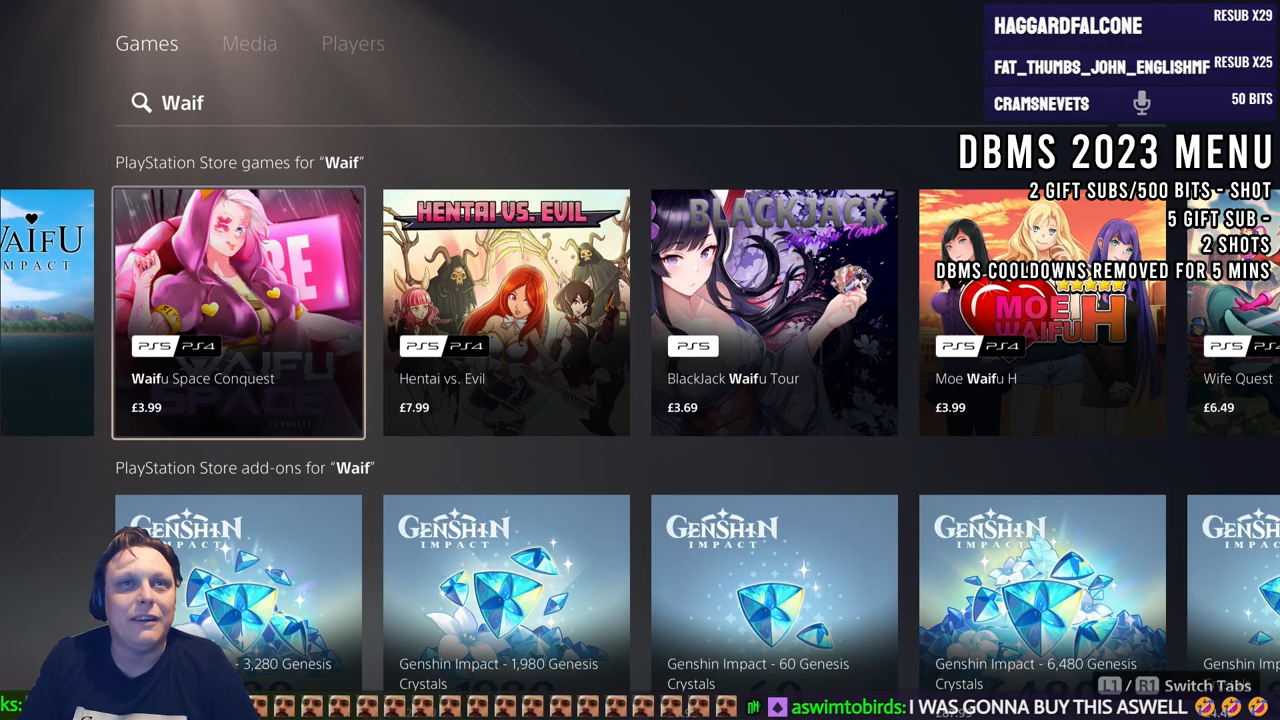 Games Media Players
Waif
HAGGARDFALCONE RESUB X29
FAT_THUMBS_JOHN_ENGLISHMF RESUB X25
CRAMSNEVETS 50 BITS
DBMS 2023 MENU
2 GIFT SUBS/500 BITS - SHOT
5 GIFT SUB -
2 SHOTS
DBMS COOLDOWNS REMOVED FOR 5 MINS
PlayStation Store games for “Waif”
WAIFU
IMPACT
PS5 PS4
Waifu Space Conquest
£3.99
HENTAI VS. EVIL
PS5 PS4
Hentai vs. Evil
£7.99
BLACKJACK
Waifu Tour
PS5
BlackJack Waifu Tour
£3.69
MOE
WAIFU H
PS5 PS4
Moe Waifu H
£3.99
PS5 PS4
Wife Quest
£6.49
PlayStation Store add-ons for “Waif”
GENSHIN
IMPACT
- 3,280 Genesis
GENSHIN
IMPACT
Genshin Impact - 1,980 Genesis
Crystals
GENSHIN
IMPACT
Genshin Impact - 60 Genesis
Crystals
GENSHIN
IMPACT
Genshin Impact - 6,480 Genesis
Crystals
L1 / R1 Switch Tabs
ks:
aswimtobirds: I WAS GONNA BUY THIS ASWELL